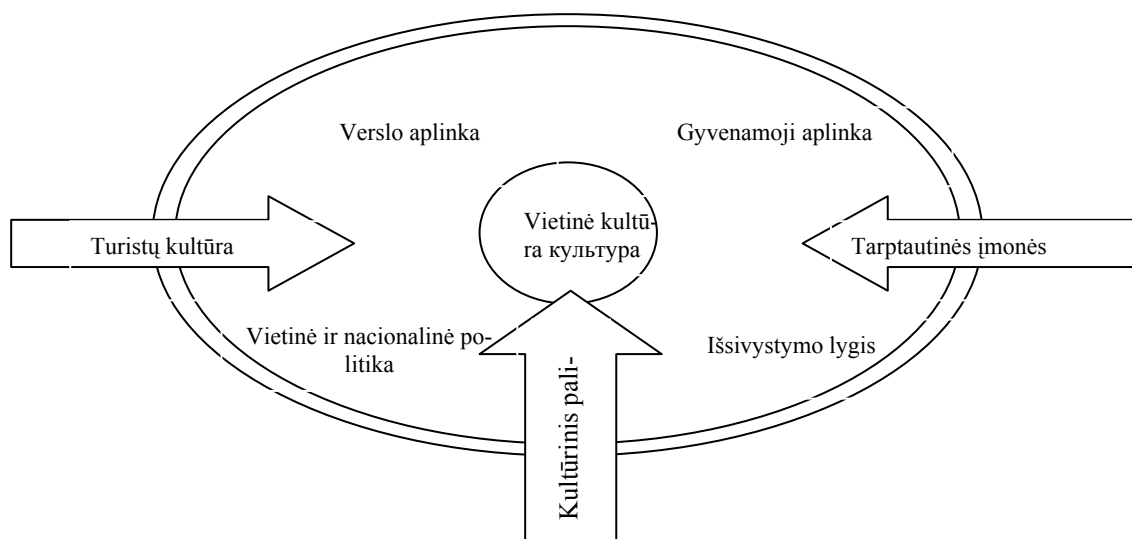 Verslo aplinka
Gyvenamoji aplinka
Turistų kultūra
Vietinė kultū-
ra культура
Tarptautinės įmonės
Vietinė ir nacionalinė po-
litika
Išsivystymo lygis
Kultūrinis pali-